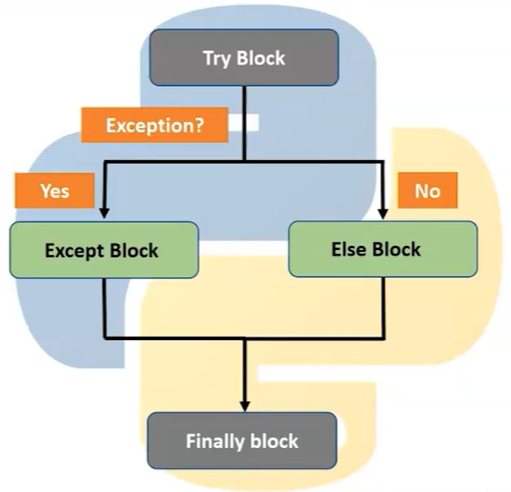 Try Block
Exception?
Yes
No
Except Block
Else Block
Finally block